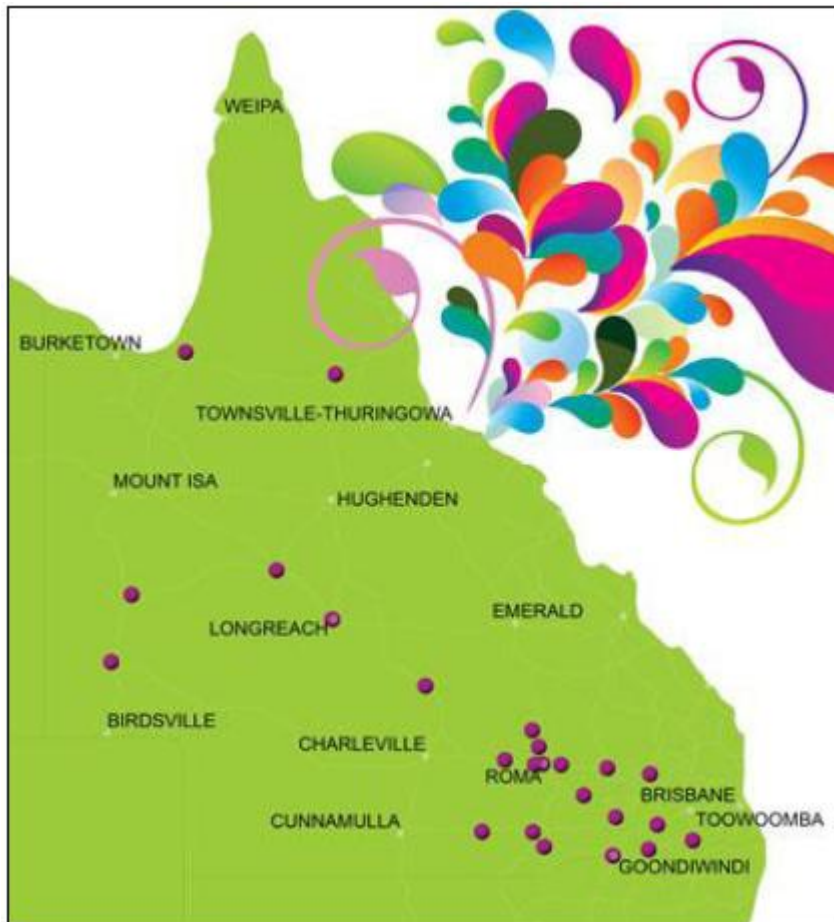 WEIPA
BURKETOWN
TOWNSVILLE-THURINGOWA
MOUNT ISA
HUGHENDEN
EMERALD
LONGREACH
BIRDSVILLE
CHARLEVILLE
ROMA
BRISBANE
CUNNAMULLA
TOOWOOMBA
GOONDIWINDI